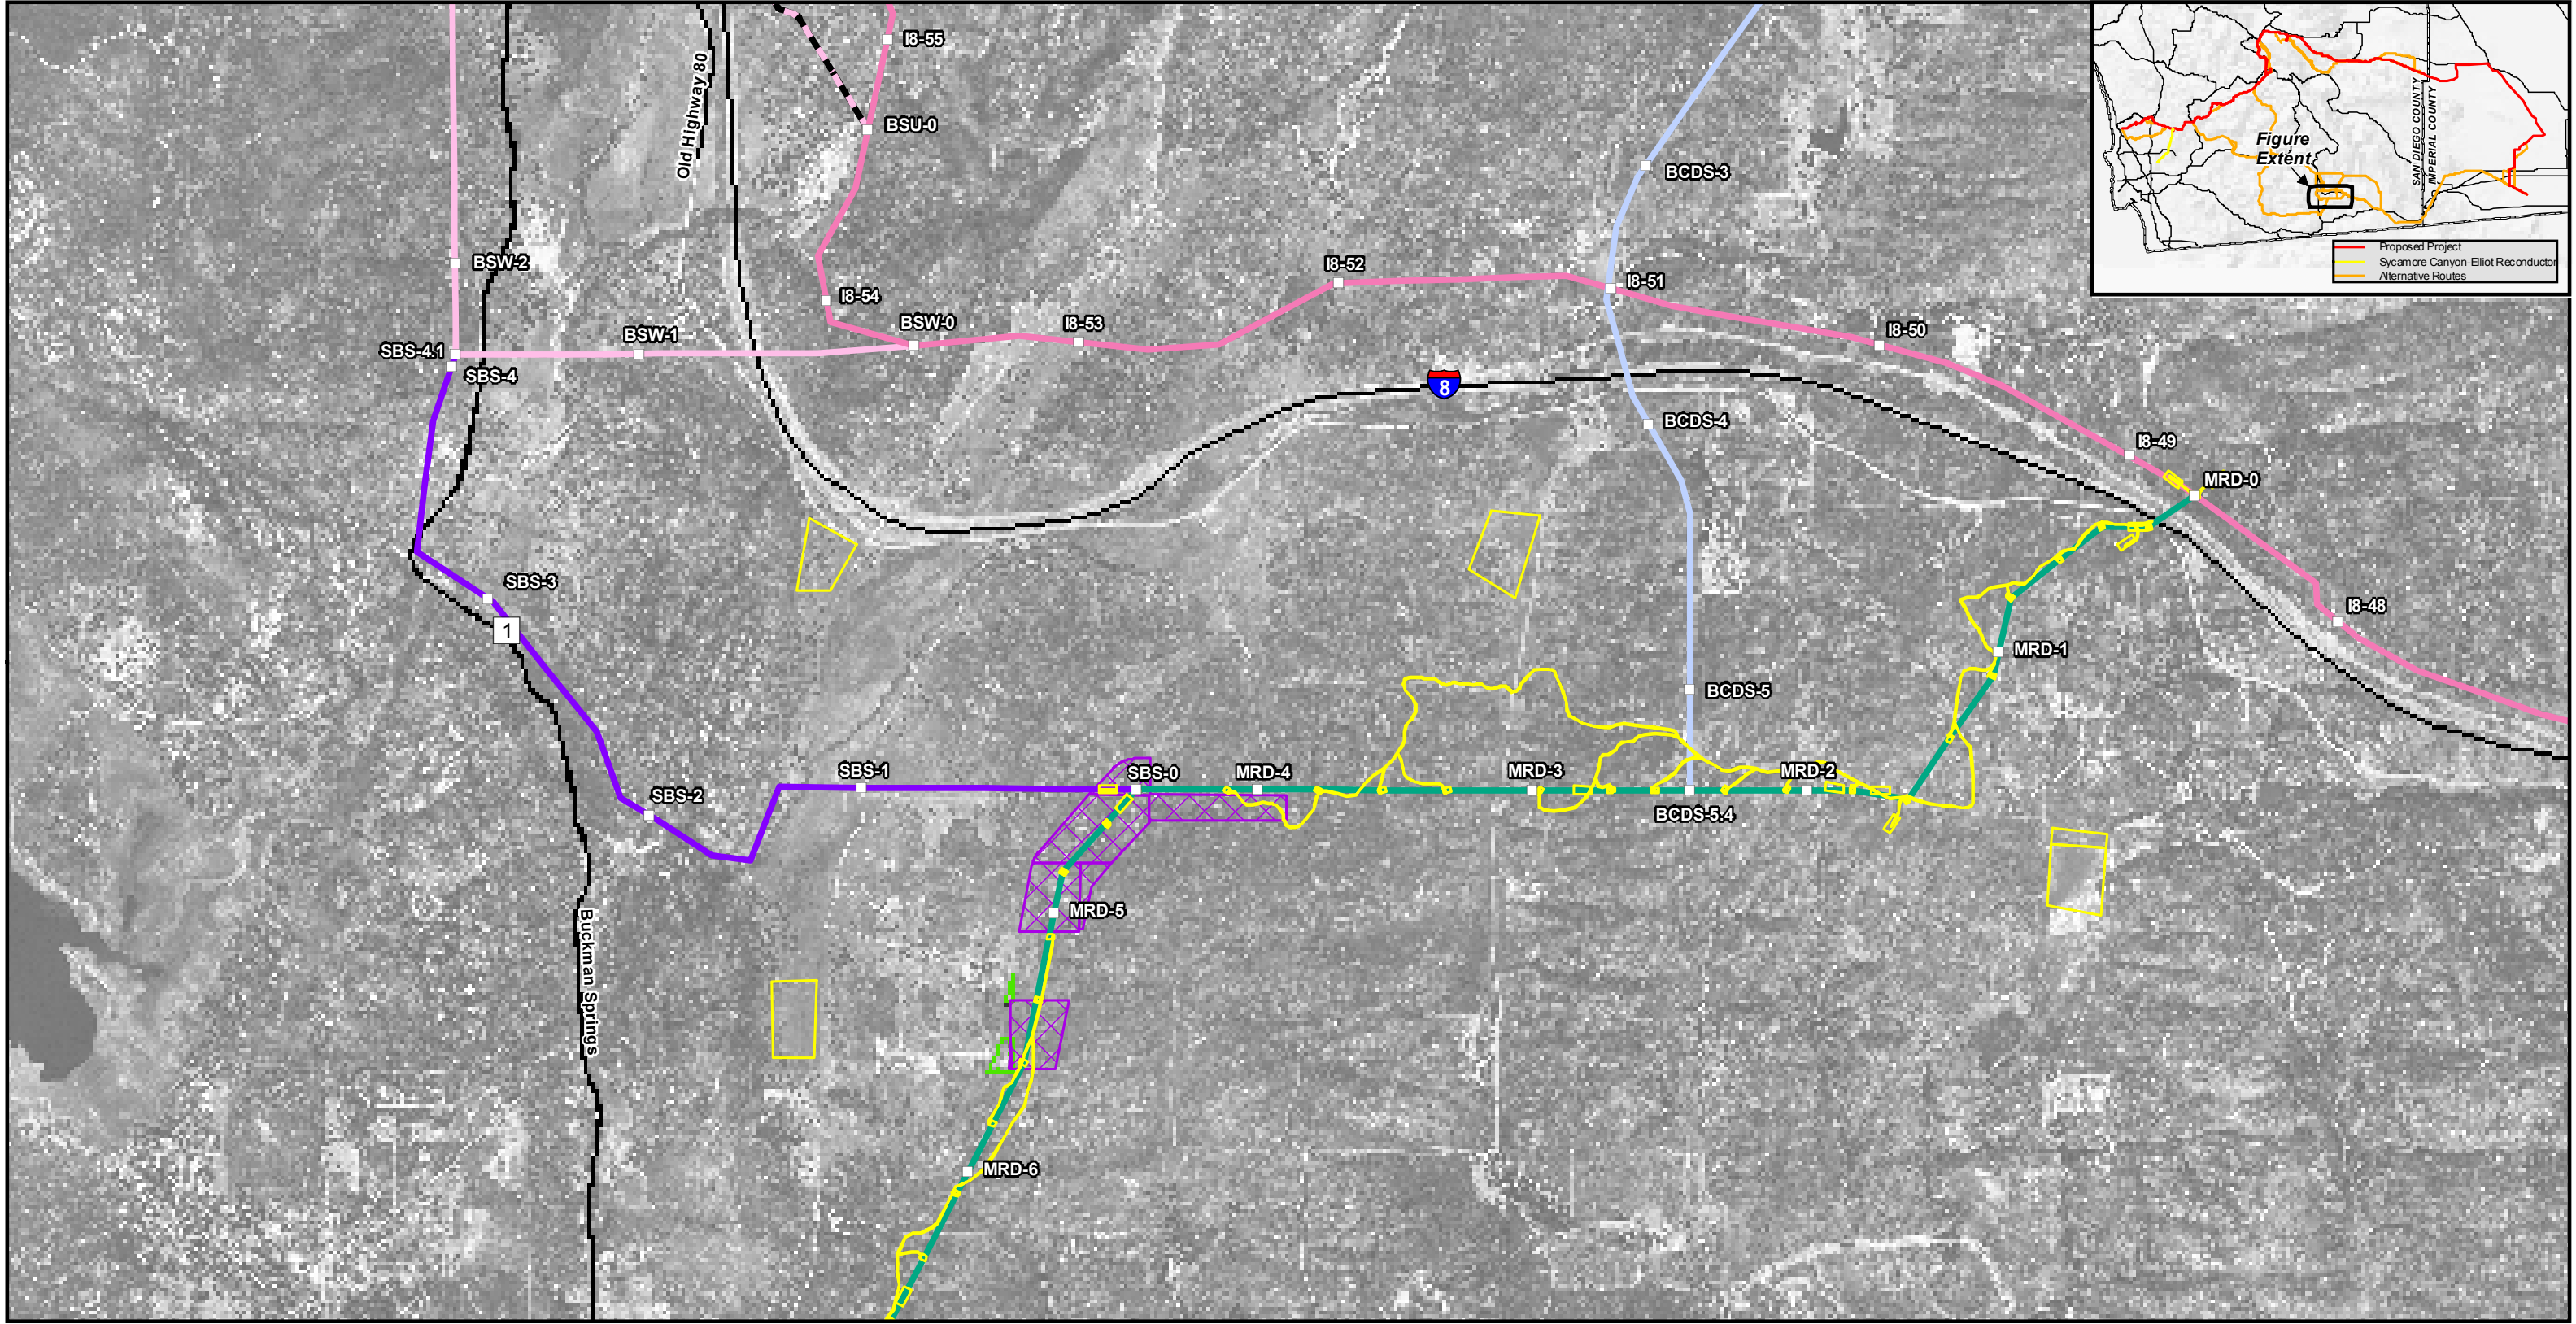 I8-55
Old Highway 80
BSU-0
BCDS-3
SAN DIEGO COUNTY
IMPERIAL COUNTY
Figure
Extent
Proposed Project
Sycamore Canyon-Elliot Reconductor
Alternative Routes
BSW-2
I8-54
I8-52
I8-51
BSW-0
I8-53
I8-50
BSW-1
SBS-4.1
SBS-4
8
BCDS-4
I8-49
MRD-0
SBS-3
1
I8-48
MRD-1
BCDS-5
SBS-1
SBS-0
MRD-4
MRD-3
MRD-2
SBS-2
BCDS-5.4
MRD-5
Buckman Springs
MRD-6